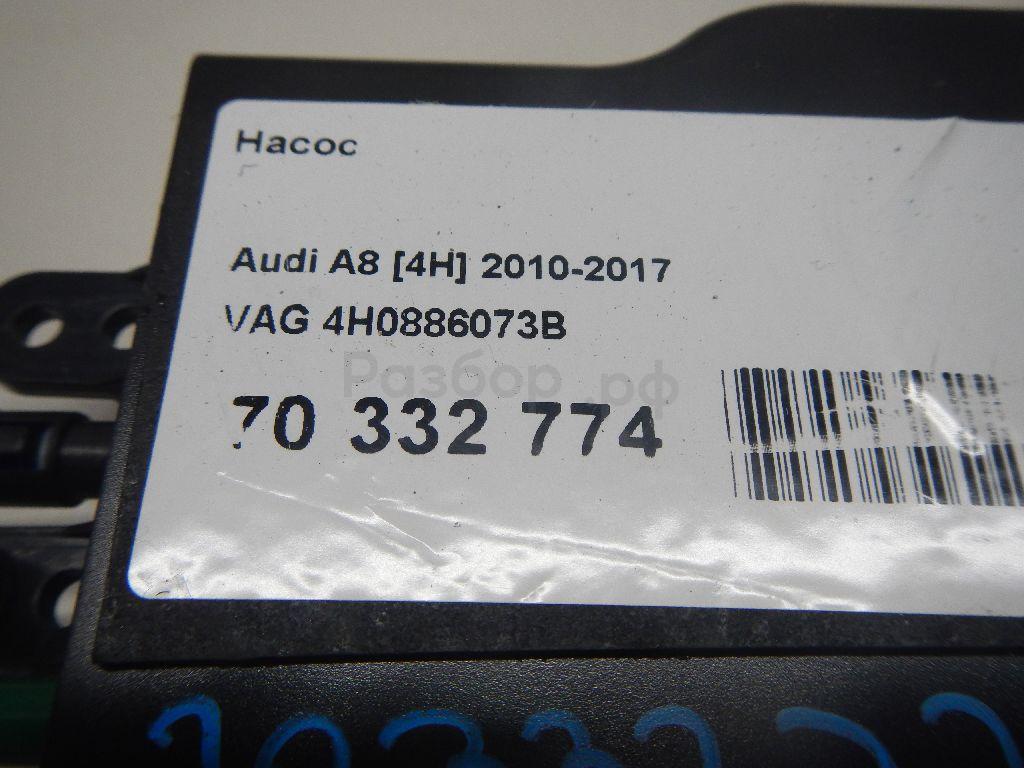 Насос
Audi A8 [4H] 2010-2017
VAG 4H0886073B
Разбор.рф
70 332 774